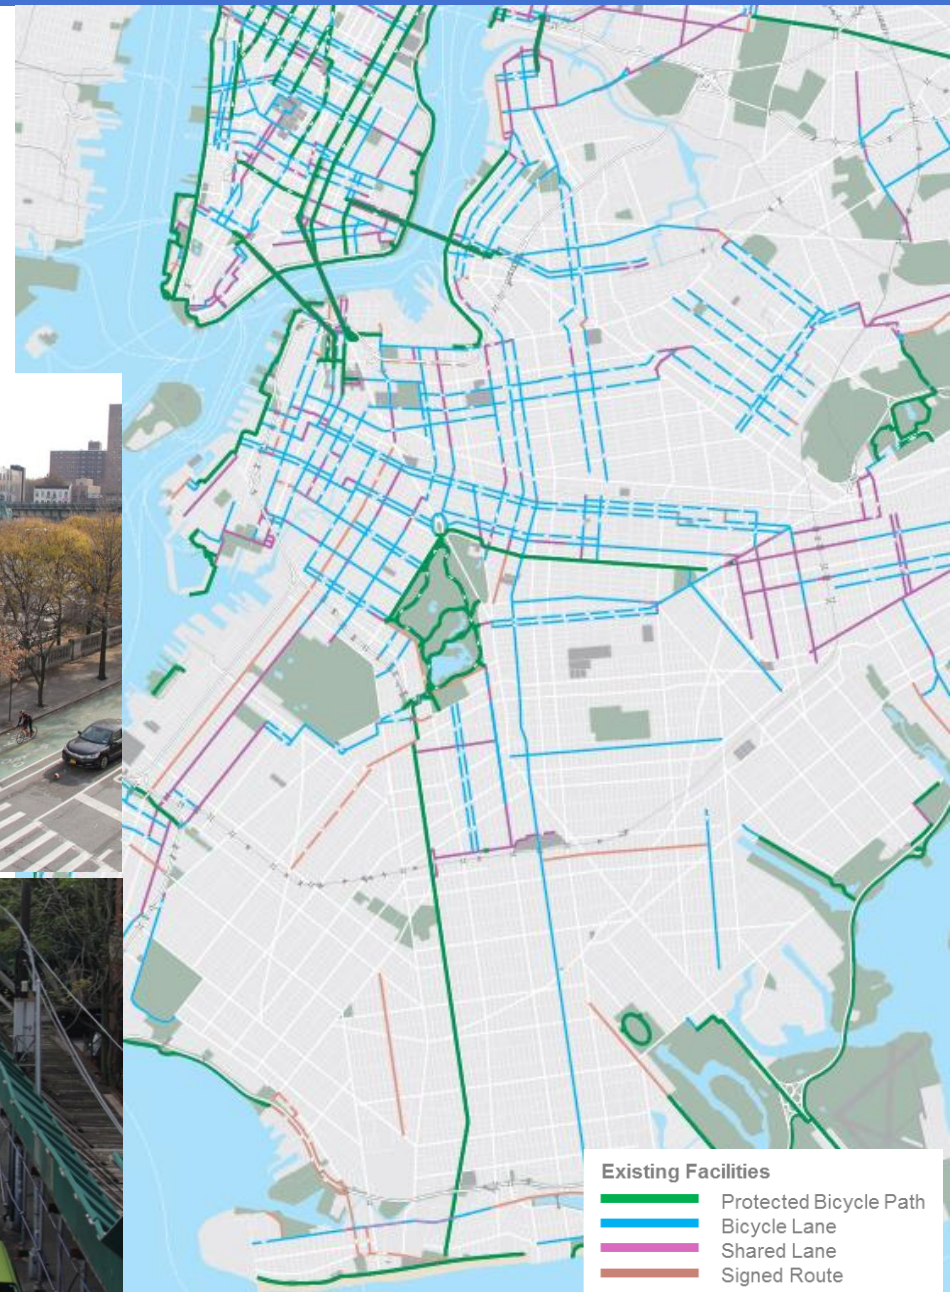 Existing Facilities
Protected Bicycle Path
Bicycle Lane
Shared Lane
Signed Route